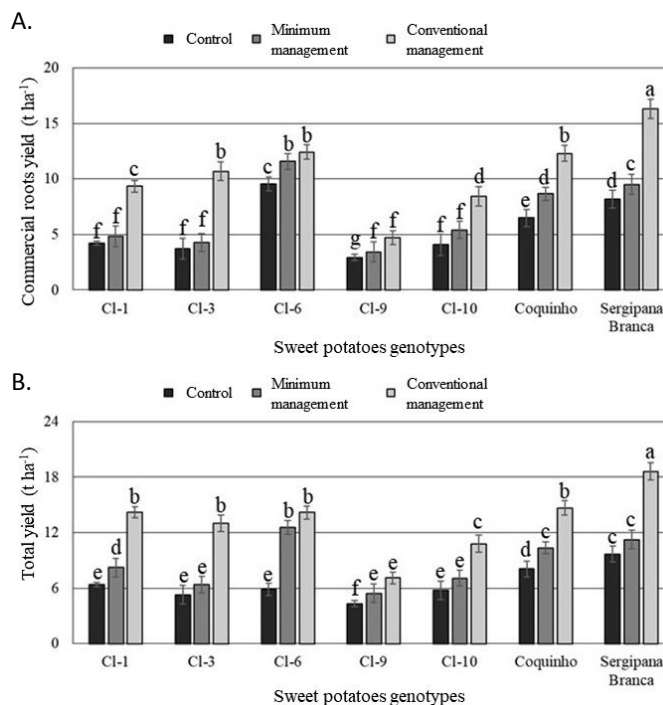 A.
Control
Minimum
management
Conventional
management
Commercial roots yield (t ha-1)
20
15
10
5
0
f f c
f f b
c b b
g f f
f f d
e d b
d c a
Cl-1 Cl-3 Cl-6 Cl-9 Cl-10 Coquinho Sergipana
Branca
Sweet potatoes genotypes
B.
Control
Minimum
management
Conventional
management
Total yield (t ha-1)
24
18
12
6
0
e d b
e e b
e b b
f e e
e e c
d c b
c c a
Cl-1 Cl-3 Cl-6 Cl-9 Cl-10 Coquinho Sergipana
Branca
Sweet potatoes genotypes